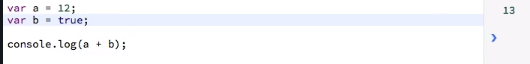 var a = 12;
var b = true;
console.log(a + b);
13
❯